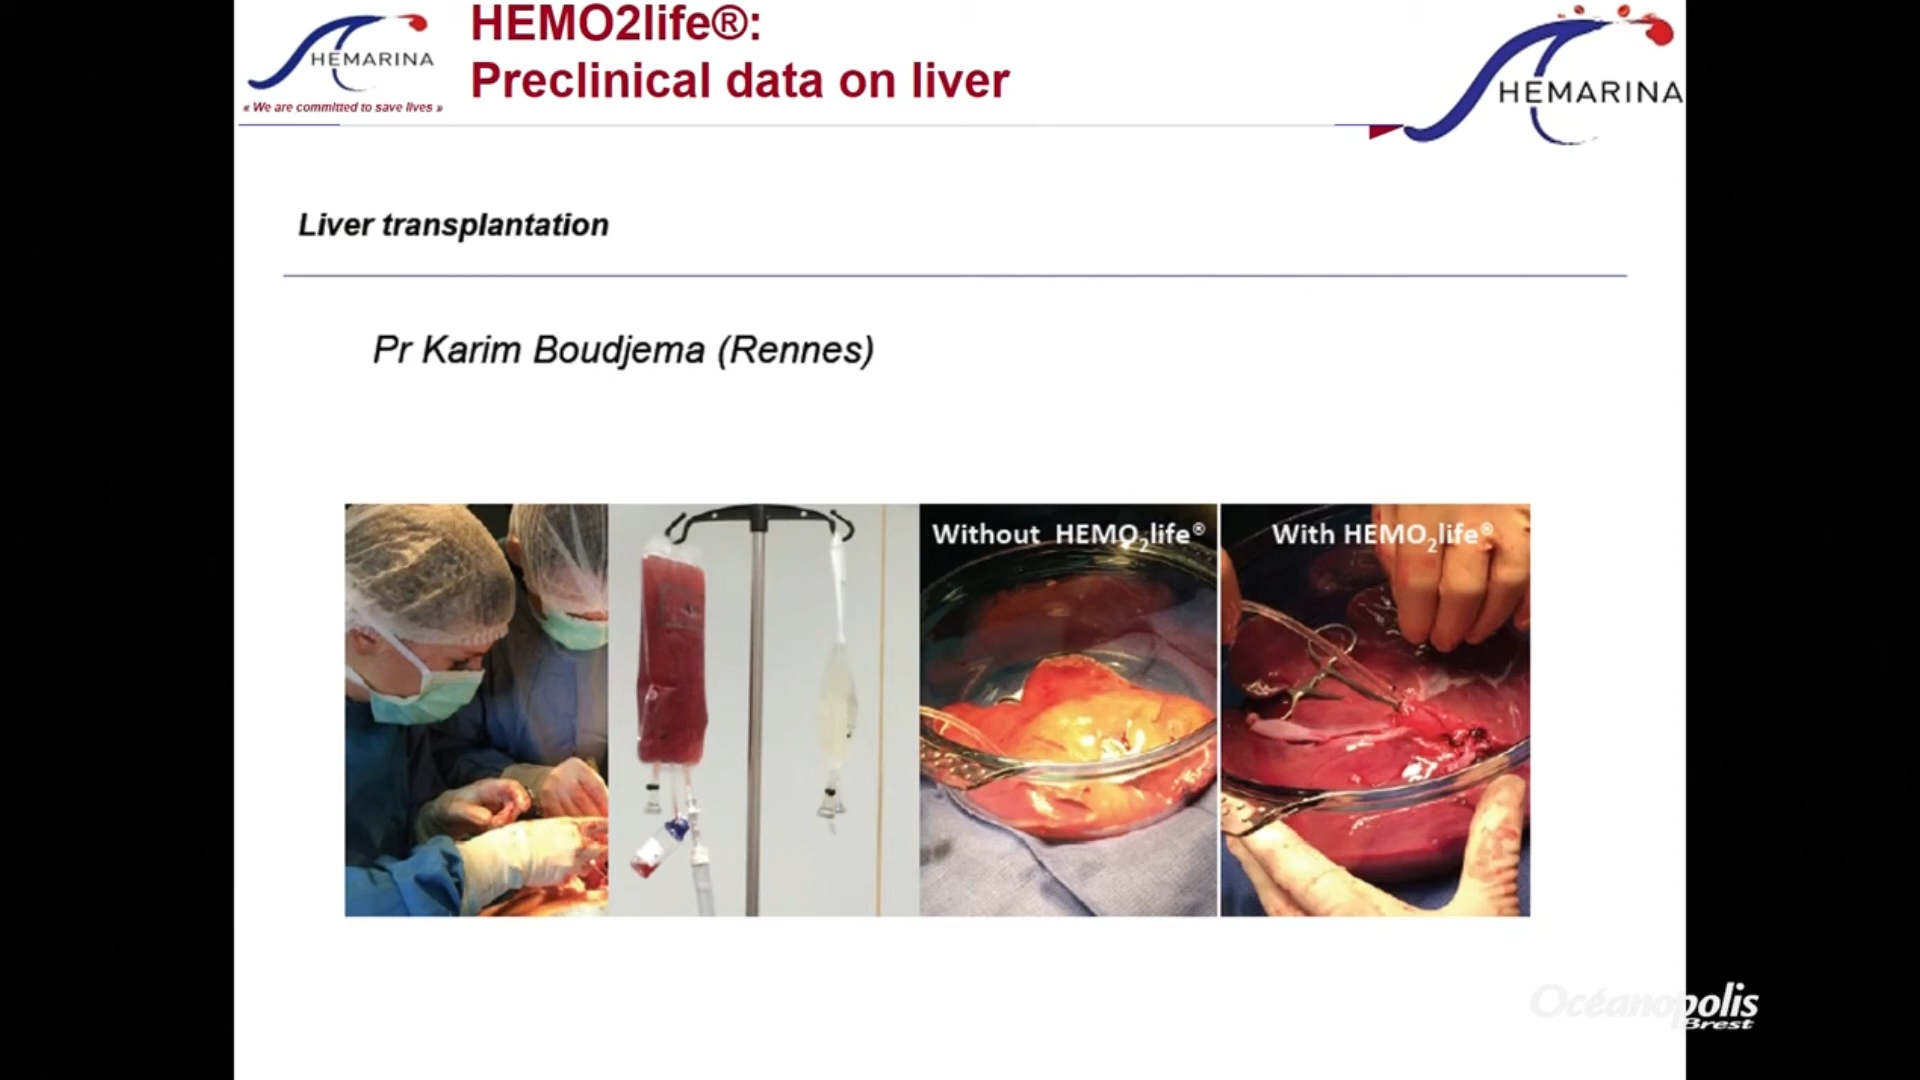 HEMARINA
« We are committed to save lives »
HEMO2life®:
Preclinical data on liver
HEMARINA
Liver transplantation
Pr Karim Boudjema (Rennes)
Without HEMO₂life®
With HEMO₂life®
Océanopolis
Brest